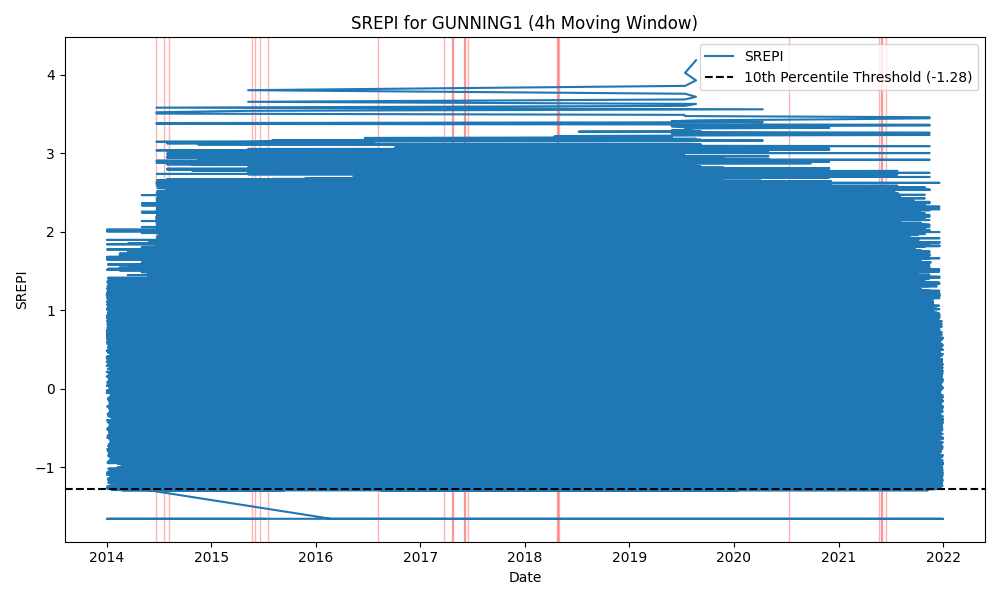 SREPI for GUNNING1 (4h Moving Window)
SREPI
10th Percentile Threshold (-1.28)
SREPI
4
3
2
1
0
−1
2014 2015 2016 2017 2018 2019 2020 2021 2022
Date